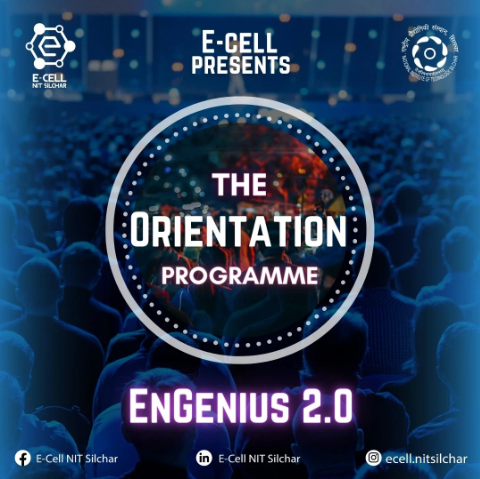 E-CELL
NIT SILCHAR
E-CELL
PRESENTS
THE
ORIENTATION
PROGRAMME
ENGENIUS 2.0
E-Cell NIT Silchar
E-Cell NIT Silchar
ecell.nitsilchar